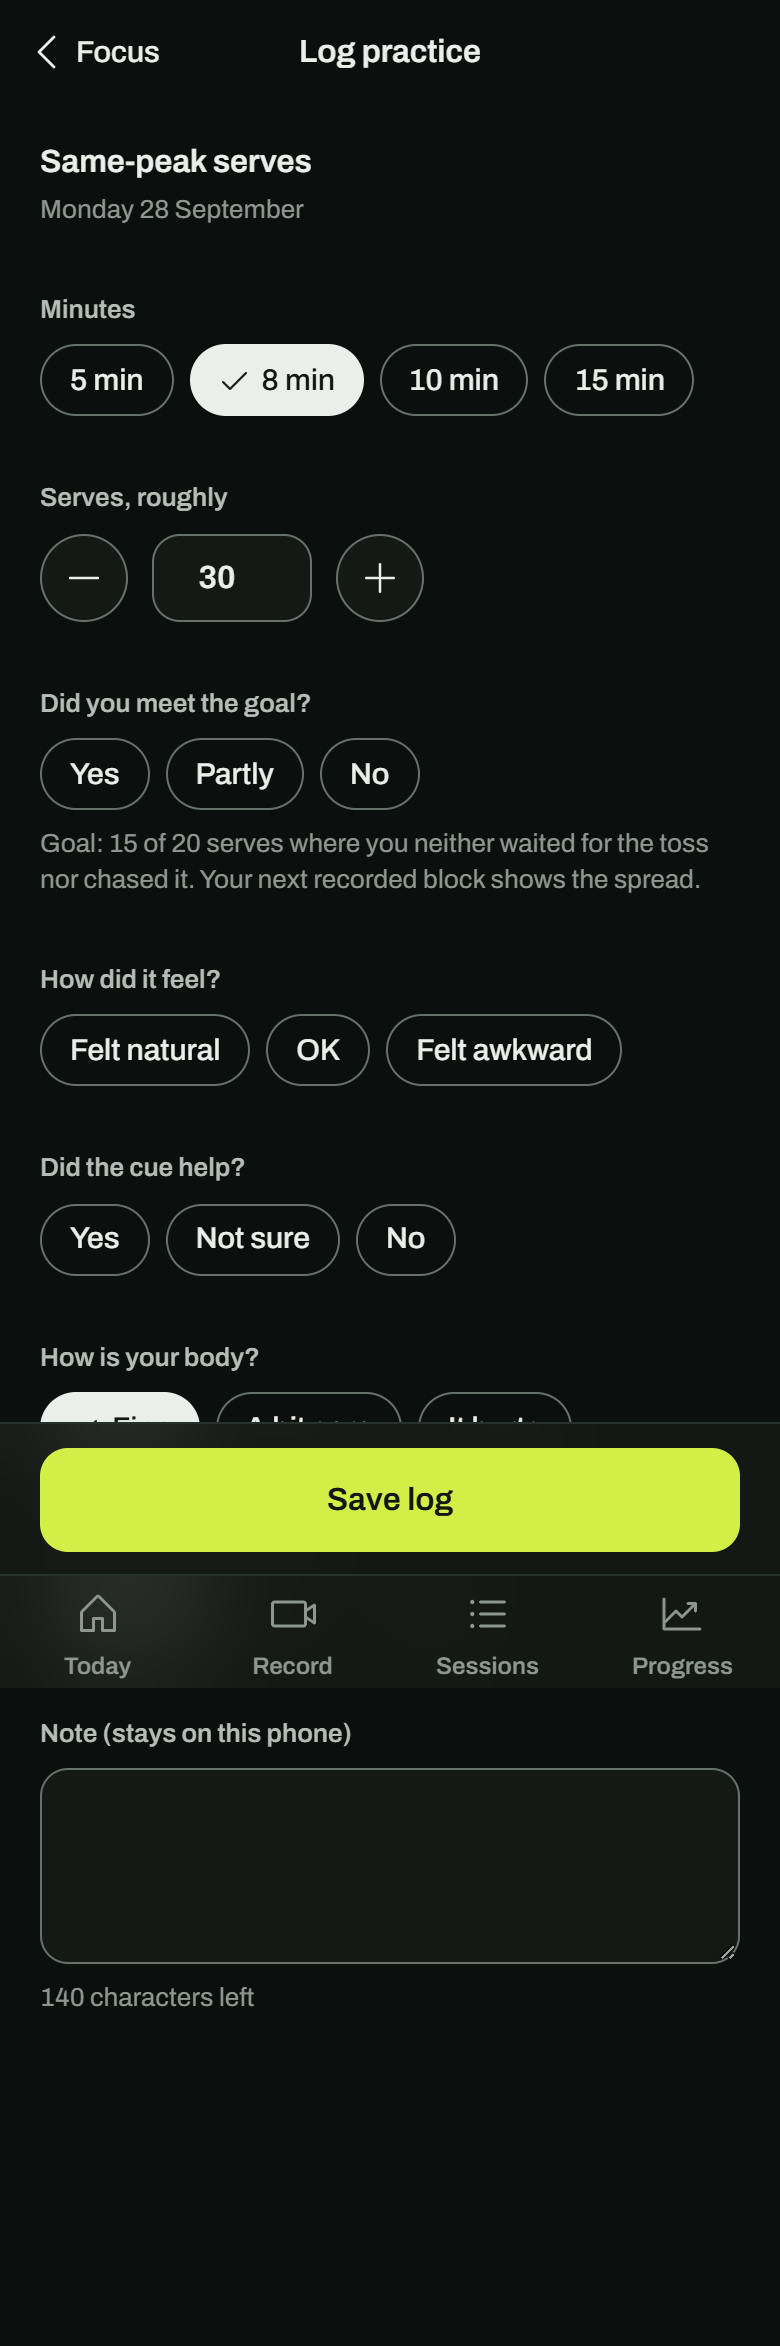 Focus
Log practice
Same-peak serves
Monday 28 September
Minutes
5 min
8 min
10 min
15 min
Serves, roughly
30
Did you meet the goal?
Yes
Partly
No
Goal: 15 of 20 serves where you neither waited for the toss
nor chased it. Your next recorded block shows the spread.
How did it feel?
Felt natural
OK
Felt awkward
Did the cue help?
Yes
Not sure
No
How is your body?
Save log
Today
Record
Sessions
Progress
Note (stays on this phone)
140 characters left